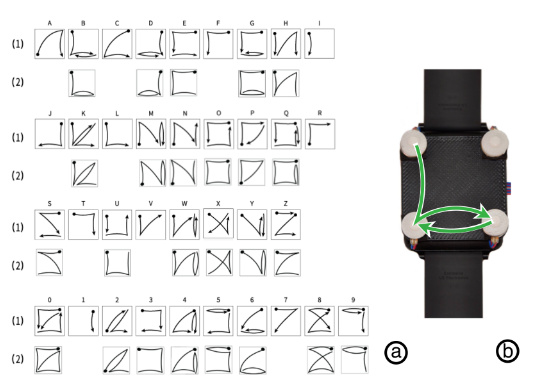 A B C D E F G H I
(1)
(2)
J K L M N O P Q R
(1)
(2)
S T U V W X Y Z
(1)
(2)
0 1 2 3 4 5 6 7 8 9
(1)
(2)
a b